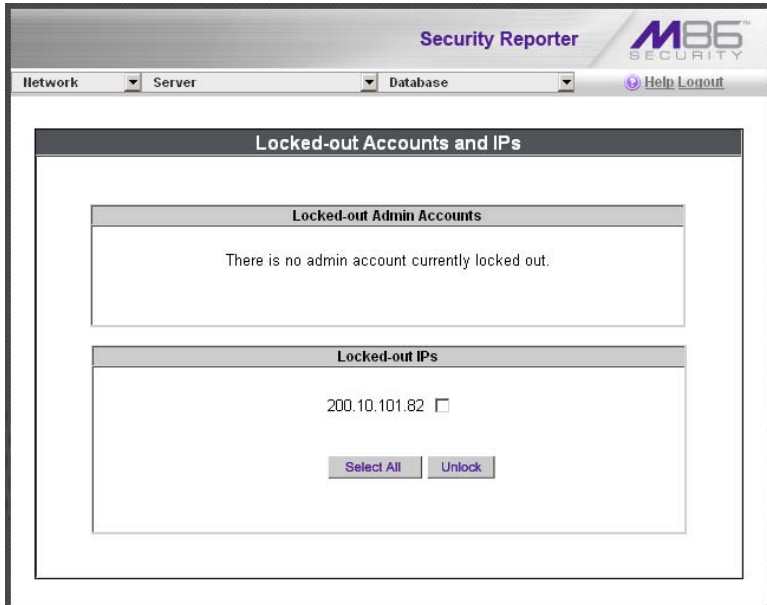 Security Reporter
M86™
SECURITY
Network Server Database Help Logout
Locked-out Accounts and IPs
Locked-out Admin Accounts
There is no admin account currently locked out.
Locked-out IPs
200.10.101.82
Select All Unlock